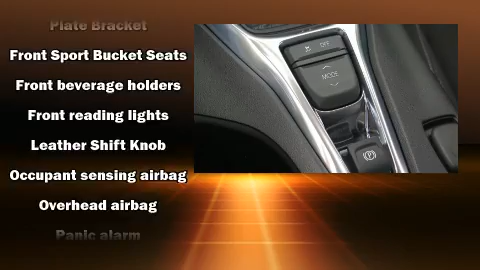 Plate Bracket
Front Sport Bucket Seats
Front beverage holders
Front reading lights
Leather Shift Knob
Occupant sensing airbag
Overhead airbag
Panic alarm
OFF
MODE